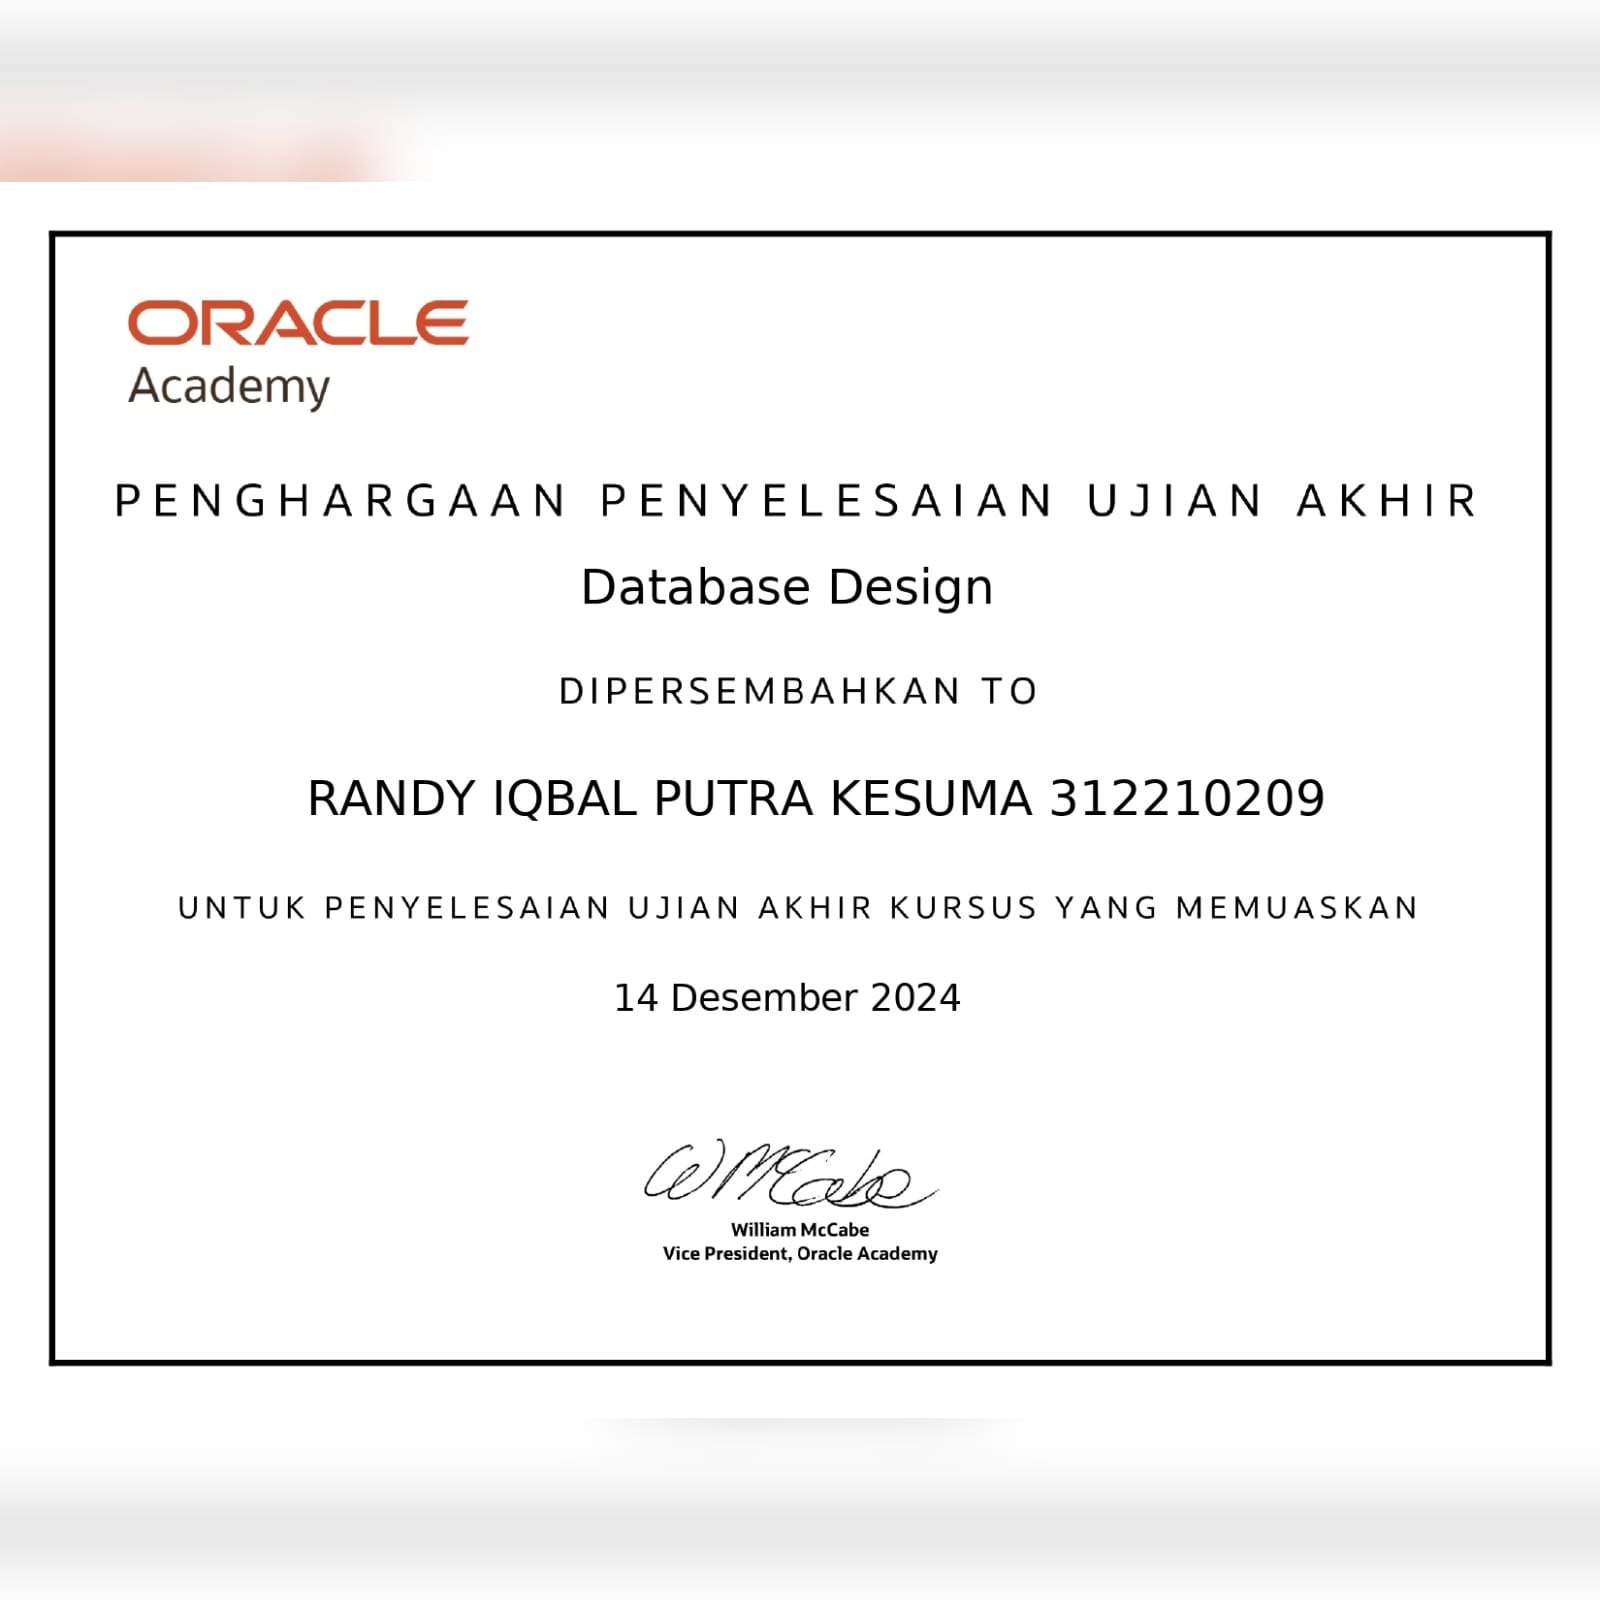 ORACLE
Academy
PENGHARGAAN PENYELESAIAN UJIAN AKHIR
Database Design
DIPERSEMBAHKAN TO
RANDY IQBAL PUTRA KESUMA 312210209
UNTUK PENYELESAIAN UJIAN AKHIR KURSUS YANG MEMUASKAN
14 Desember 2024
W McCabe
William McCabe
Vice President, Oracle Academy